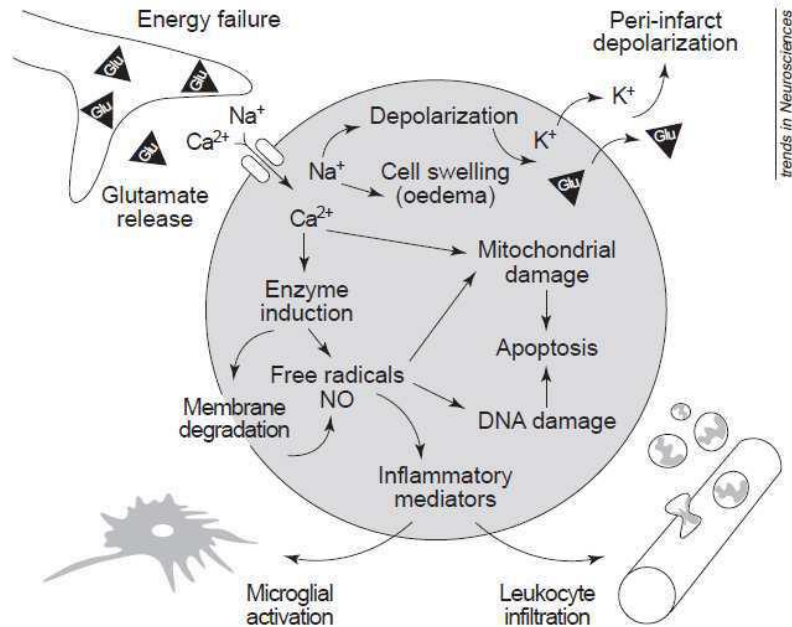 Energy failure
Peri-infarct
depolarization
trends in Neurosciences
Glu
Glu
Glu
Glu
Na+
Ca2+
Glutamate
release
Depolarization
K+
K+
Glu
Glu
Na+
Cell swelling
(oedema)
Ca2+
Mitochondrial
damage
Enzyme
induction
Apoptosis
Free radicals
NO
Membrane
degradation
DNA damage
Inflammatory
mediators
Microglial
activation
Leukocyte
infiltration